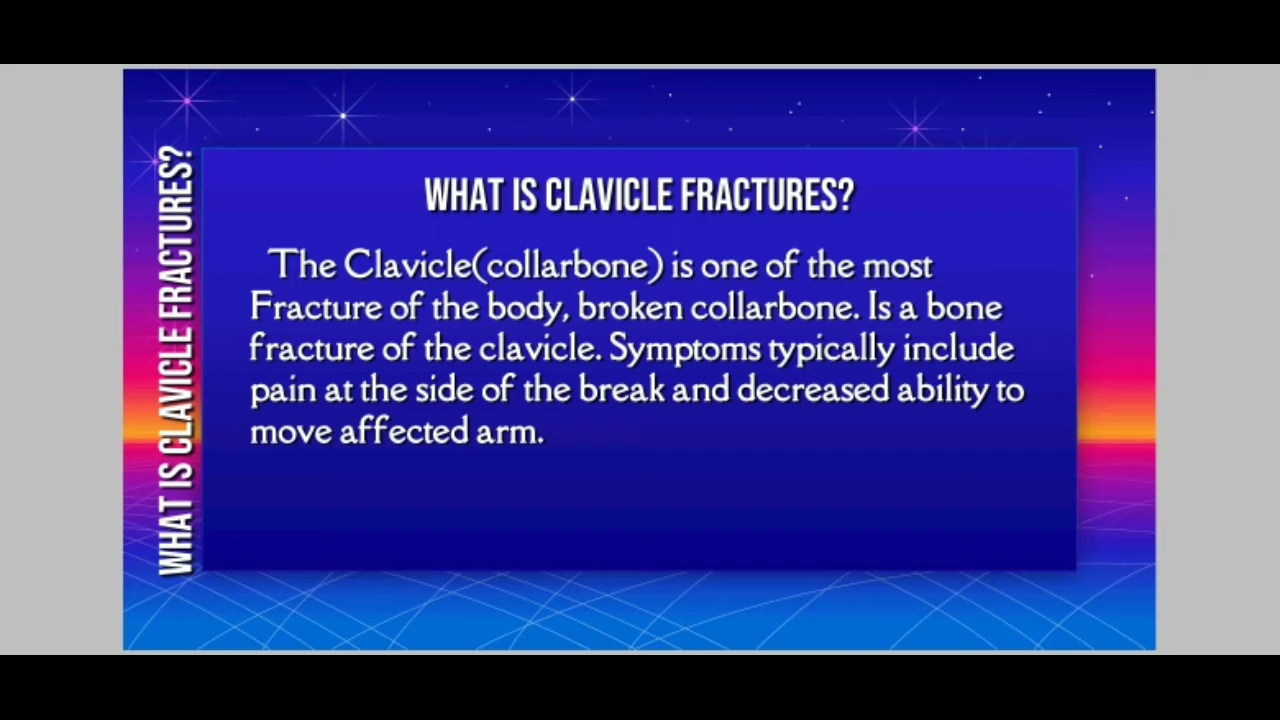 WHAT IS CLAVICLE FRACTURES?
WHAT IS CLAVICLE FRACTURES?
The Clavicle(collarbone) is one of the most
Fracture of the body, broken collarbone. Is a bone
fracture of the clavicle. Symptoms typically include
pain at the side of the break and decreased ability to
move affected arm.